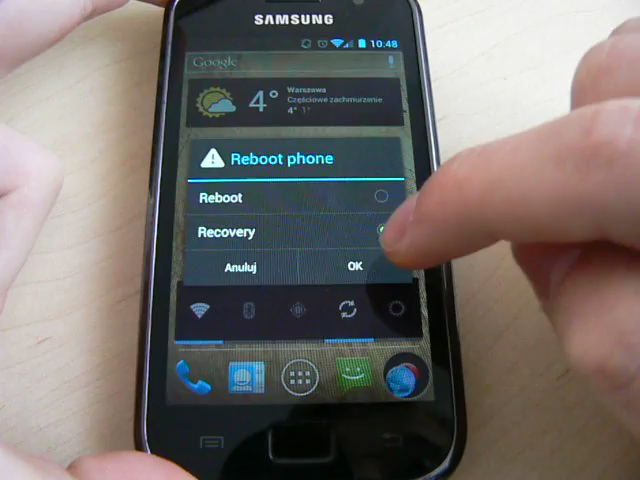 SAMSUNG
10:48
Google
Warszawa
4°
Częściowe zachmurzenie
4° 1°
Reboot phone
Reboot
Recovery
Anuluj
OK